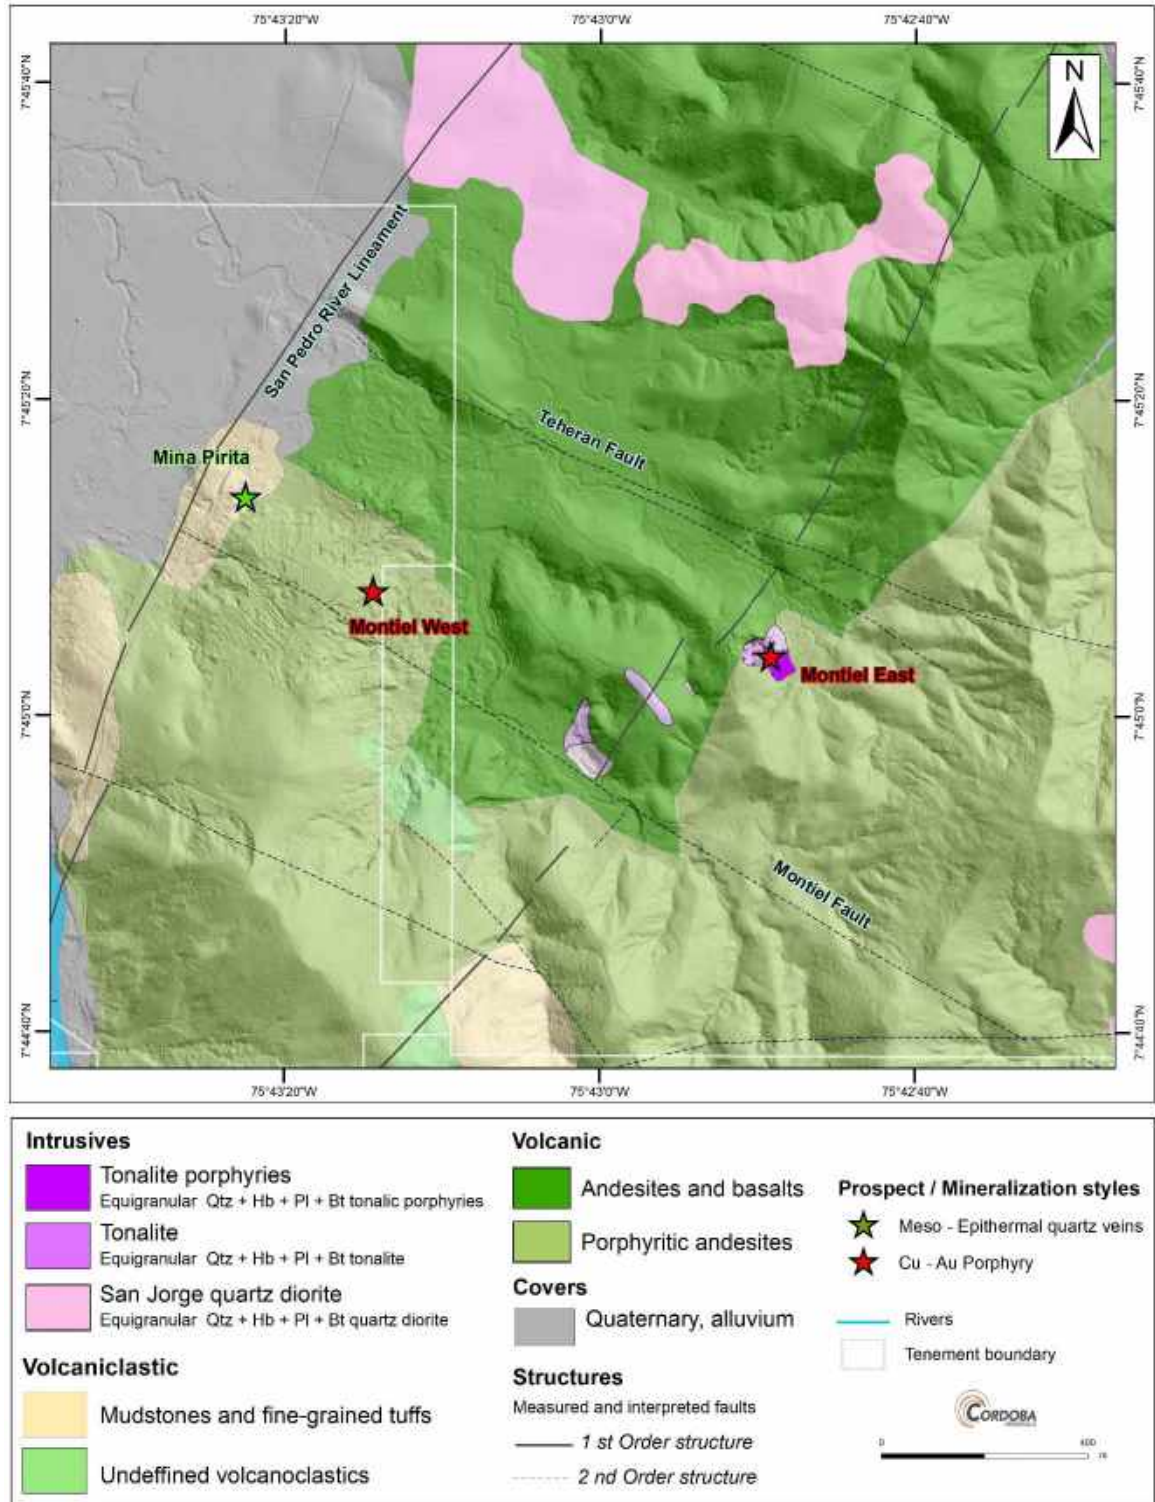 75°43'20"W
75°43'0"W
75°42'40"W
7°45'40"N
7°45'40"N
N
San Pedro River Lineament
7°45'20"N
7°45'20"N
Teheran Fault
Mina Pirita
Montiel West
Montiel East
7°45'0"N
7°45'0"N
Montiel Fault
7°44'40"N
7°44'40"N
75°43'20"W
75°43'0"W
75°42'40"W
Intrusives
Tonalite porphyries
Equigranular Qtz + Hb + Pl + Bt tonalic porphyries
Tonalite
Equigranular Qtz + Hb + Pl + Bt tonalite
San Jorge quartz diorite
Equigranular Qtz + Hb + Pl + Bt quartz diorite
Volcaniclastic
Mudstones and fine-grained tuffs
Undeffined volcanoclastics
Volcanic
Andesites and basalts
Porphyritic andesites
Covers
Quaternary, alluvium
Structures
Measured and interpreted faults
1 st Order structure
2 nd Order structure
Prospect / Mineralization styles
Meso - Epithermal quartz veins
Cu - Au Porphyry
Rivers
Tenement boundary
CORDOBA
0
400